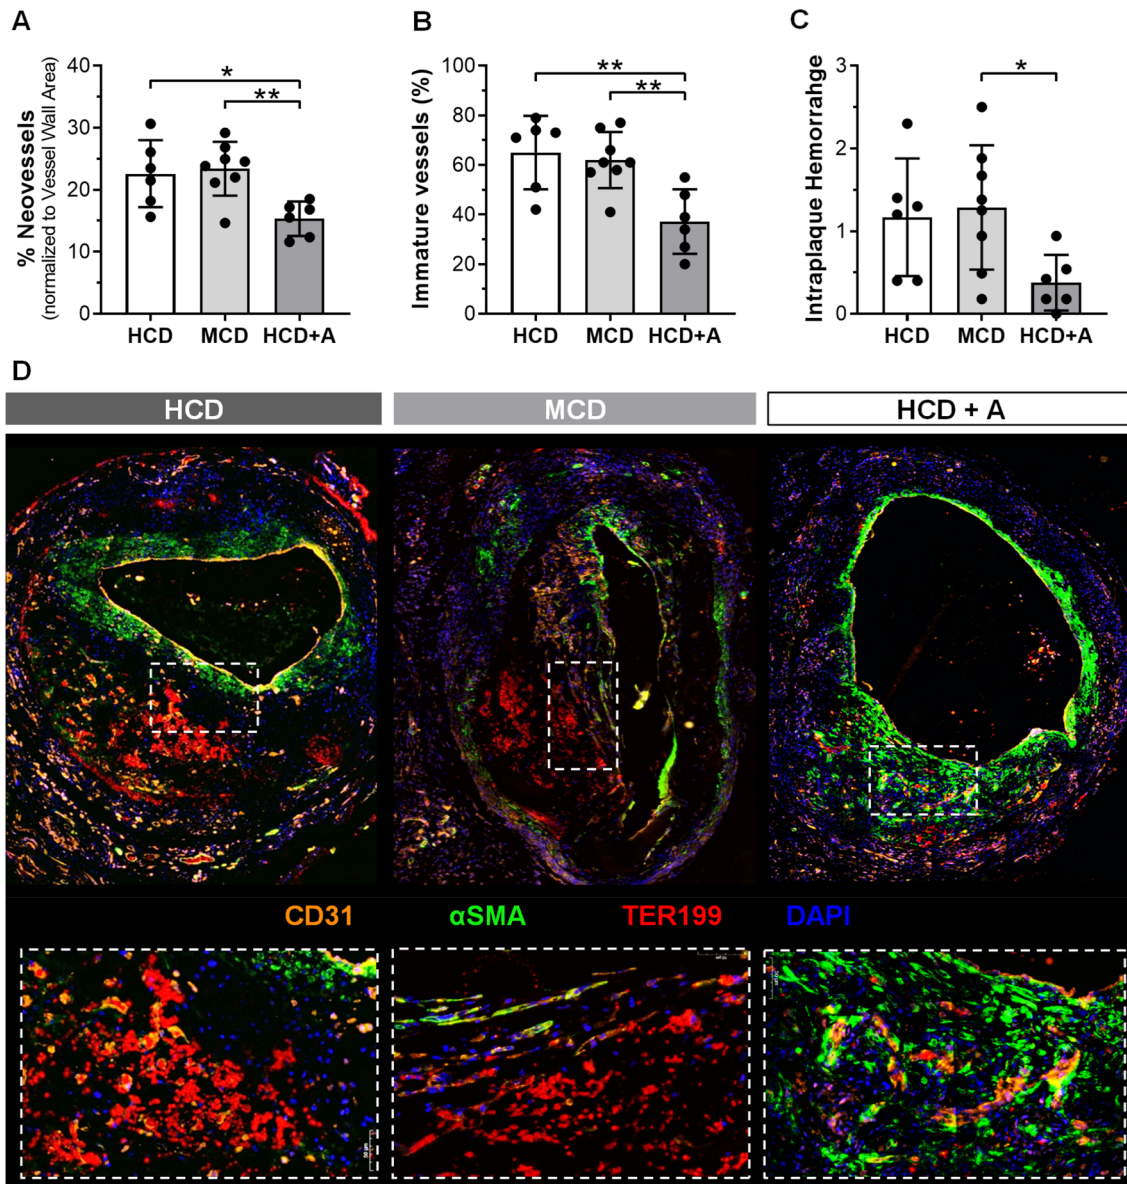 A
% Neovessels
(normalized to Vessel Wall Area)
40
30
20
10
0
*
**
HCD
MCD
HCD+A
B
Immature vessels (%)
100
80
60
40
20
0
**
**
HCD
MCD
HCD+A
C
Intraplaque Hemorrahge
3
2
1
0
*
HCD
MCD
HCD+A
D
HCD
MCD
HCD + A
CD31
αSMA
TER199
DAPI
50 µm